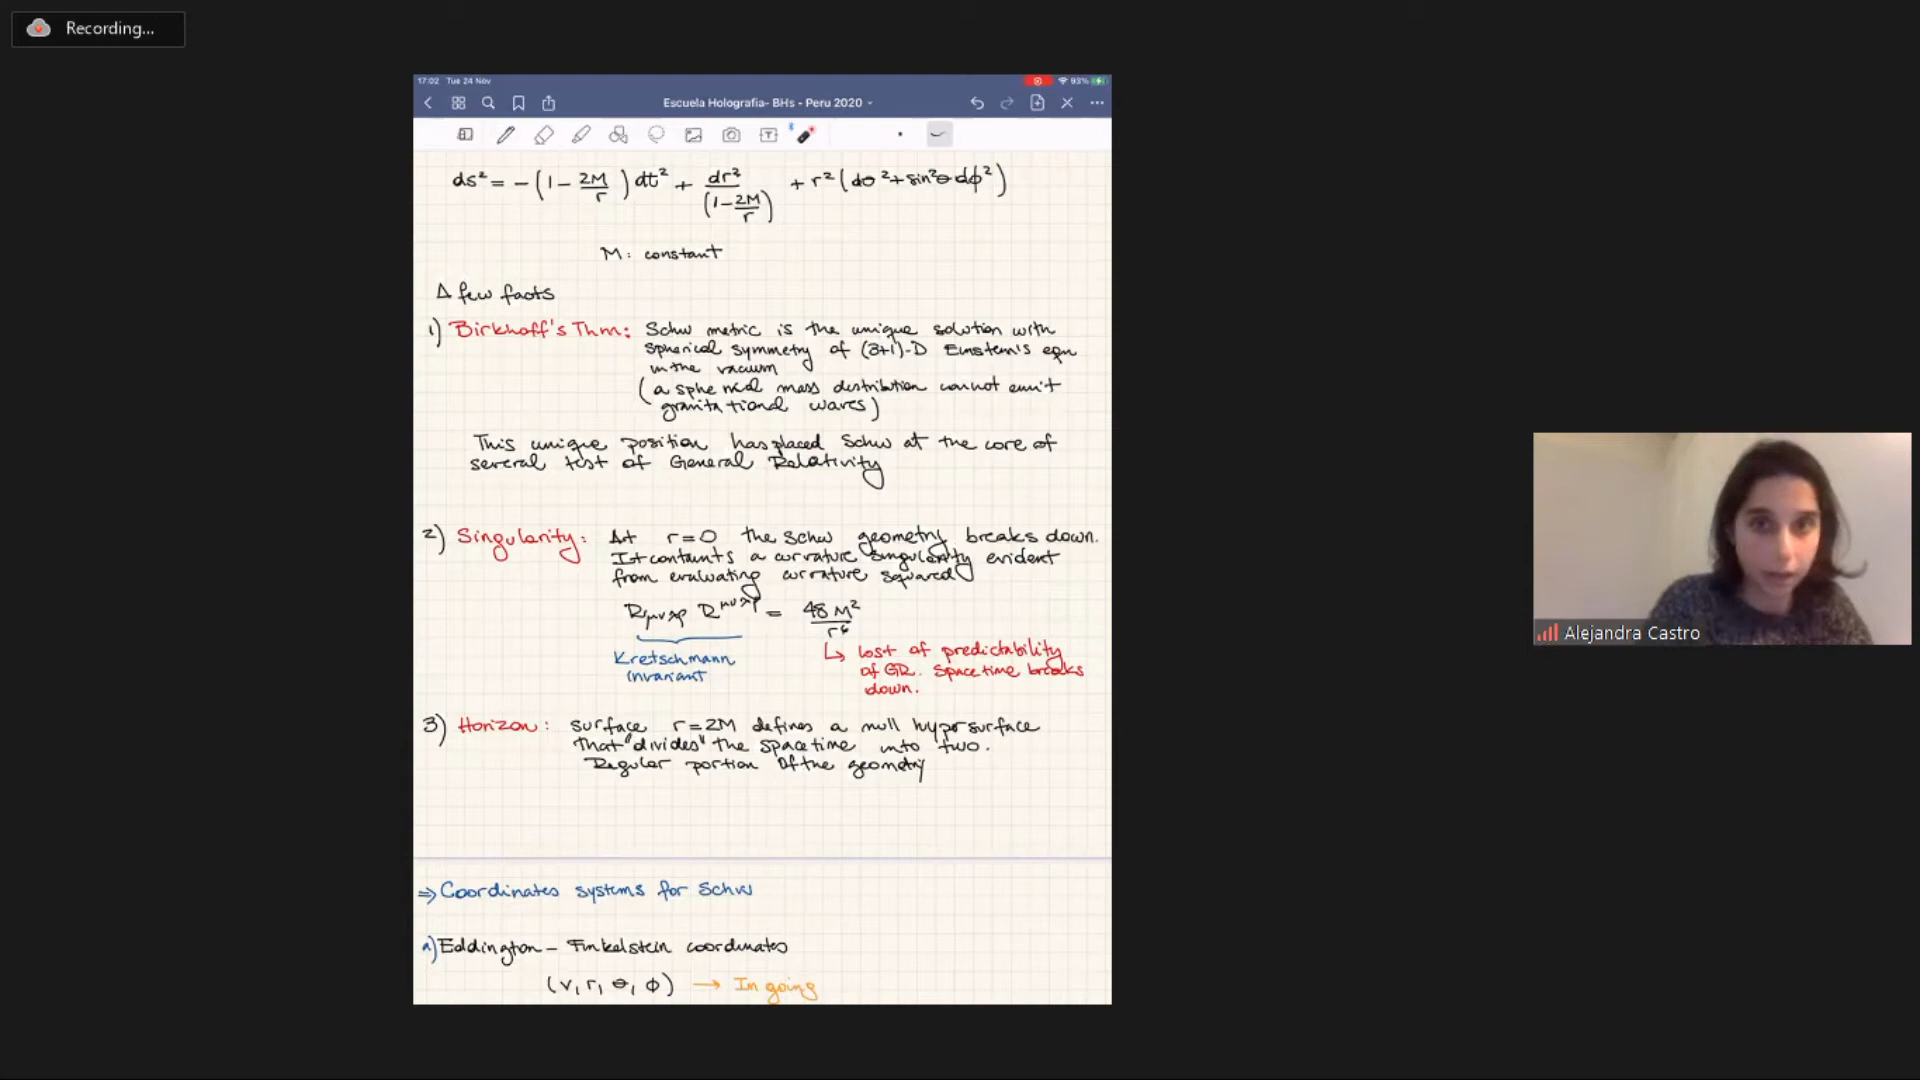 Recording...
17:02 Tue 24 Nov
93%
Escuela Holografia- BHs - Peru 2020
ds² = -(1 - 2M/r) dt² + dr²/(1 - 2M/r) + r² (dθ² + sin²θ dϕ²)
M: constant
A few facts
1) Birkhoff's Thm: Schw metric is the unique solution with
spherical symmetry of (3+1)-D Einstein's eqn
in the vacuum
(a spherical mass distribution cannot emit
gravitational waves)
This unique position has placed Schw at the core of
several test of General Relativity
2) Singularity: At r=0 the Schw geometry breaks down.
It containts a curvature singularity evident
from evaluating curvature squared
R_{μνλρ} R^{μνλρ} = 48 M²/r⁶
Kretschmann
invariant
↳ lost of predictability
of GR. Spacetime breaks
down.
3) Horizon: surface r=2M defines a null hypersurface
that "divides" the spacetime into two.
Regular portion of the geometry
⇒ Coordinates systems for Schw
a) Eddington - Finkelstein coordinates
(v, r, θ, ϕ) → In going
Alejandra Castro